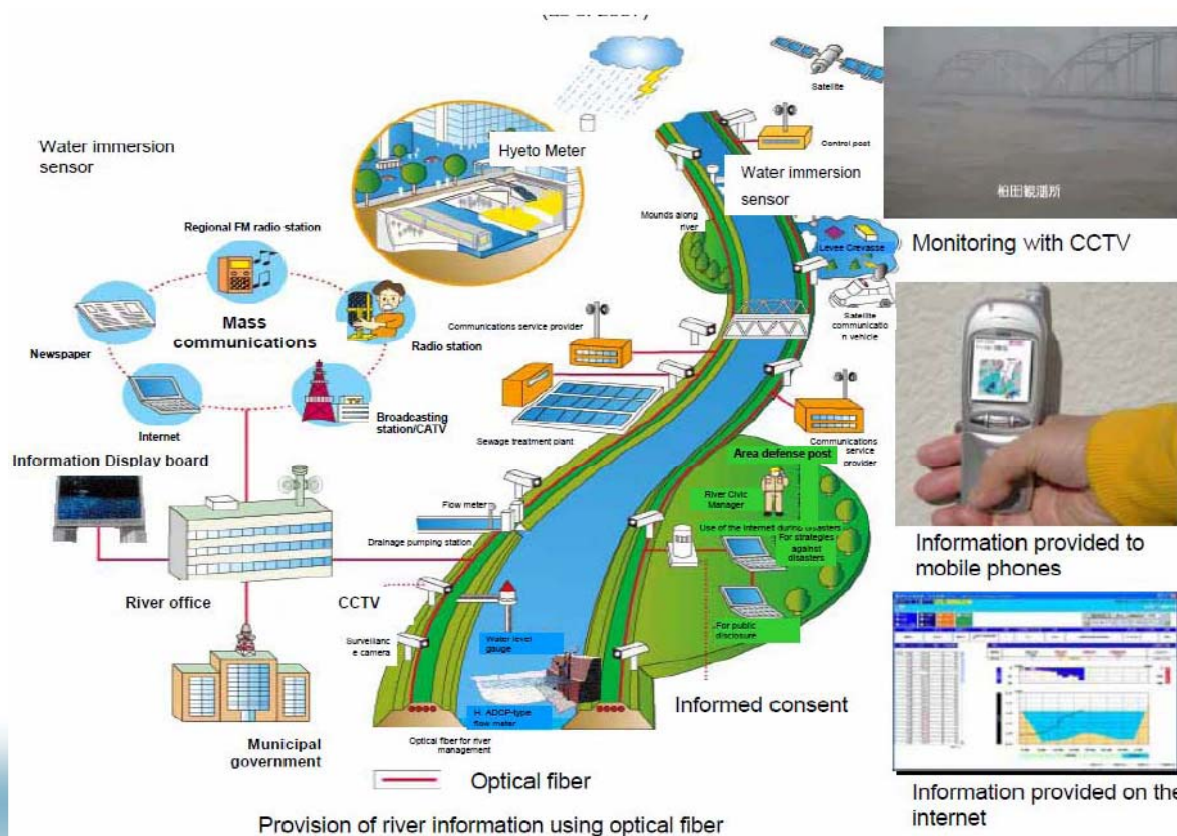 Satellite
Hyeto Meter
Control post
Water immersion
sensor
Water immersion
sensor
柏田観測所
Monitoring with CCTV
Mounds along
river
Levee Crevasse
Satellite
communicatio
n vehicle
Regional FM radio station
Mass
communications
Newspaper
Radio station
Internet
Broadcasting
station/CATV
Communications service provider
Sewage treatment plant
Communications
service
provider
Information Display board
Area defense post
River Civic
Manager
Use of the Internet during disasters
For strategies
against
disasters
For public
disclosure
Flow meter
Drainage pumping station
River office
CCTV
Surveillanc
e camera
Water level
gauge
H. ADCP-type
flow meter
Optical fiber for river
management
Municipal
government
Informed consent
Information provided to
mobile phones
Optical fiber
Information provided on the
internet
Provision of river information using optical fiber